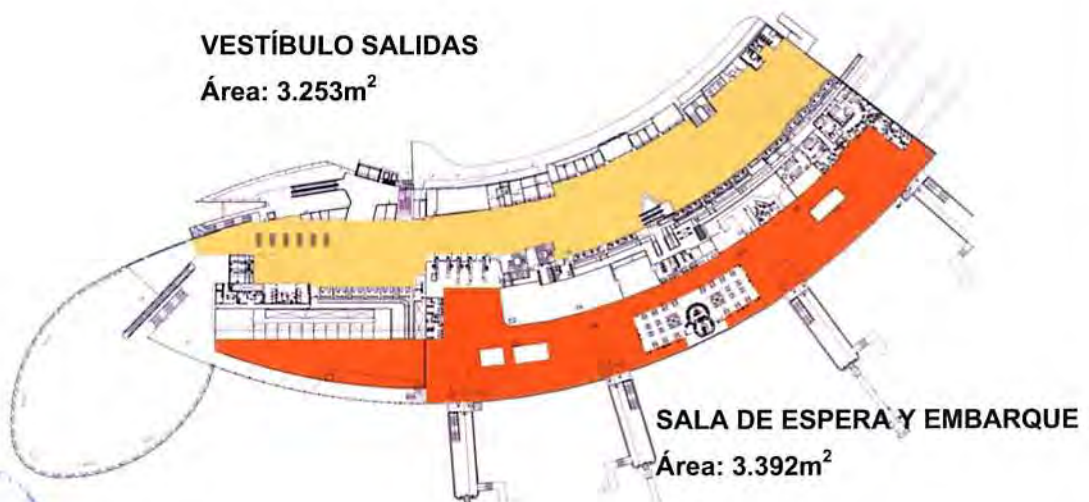 VESTÍBULO SALIDAS
Área: 3.253m²
SALA DE ESPERA Y EMBARQUE
Área: 3.392m²